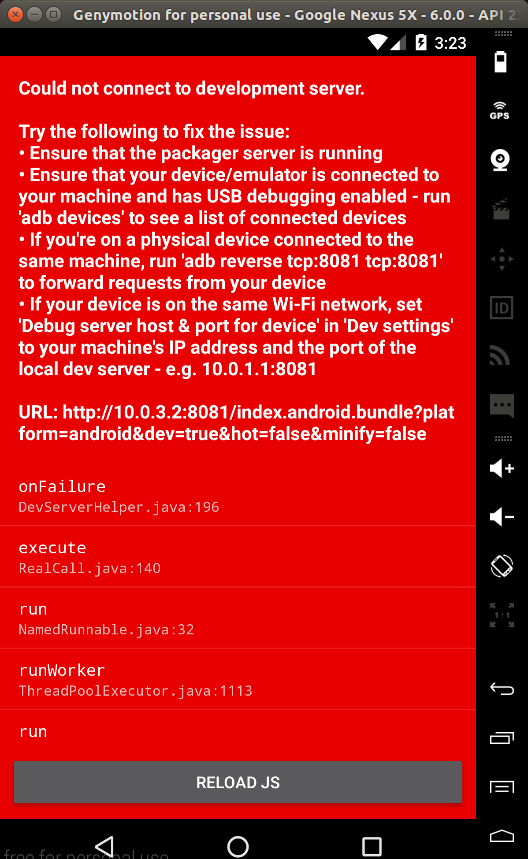 Genymotion for personal use - Google Nexus 5X - 6.0.0 - API 2
3:23
Could not connect to development server.
Try the following to fix the issue:
• Ensure that the packager server is running
• Ensure that your device/emulator is connected to
your machine and has USB debugging enabled - run
'adb devices' to see a list of connected devices
• If you're on a physical device connected to the
same machine, run 'adb reverse tcp:8081 tcp:8081'
to forward requests from your device
• If your device is on the same Wi-Fi network, set
'Debug server host & port for device' in 'Dev settings'
to your machine's IP address and the port of the
local dev server - e.g. 10.0.1.1:8081
URL: http://10.0.3.2:8081/index.android.bundle?plat
form=android&dev=true&hot=false&minify=false
onFailure
DevServerHelper.java:196
execute
RealCall.java:140
run
NamedRunnable.java:32
runWorker
ThreadPoolExecutor.java:1113
run
RELOAD JS
free for personal use
GPS
ID
1:1